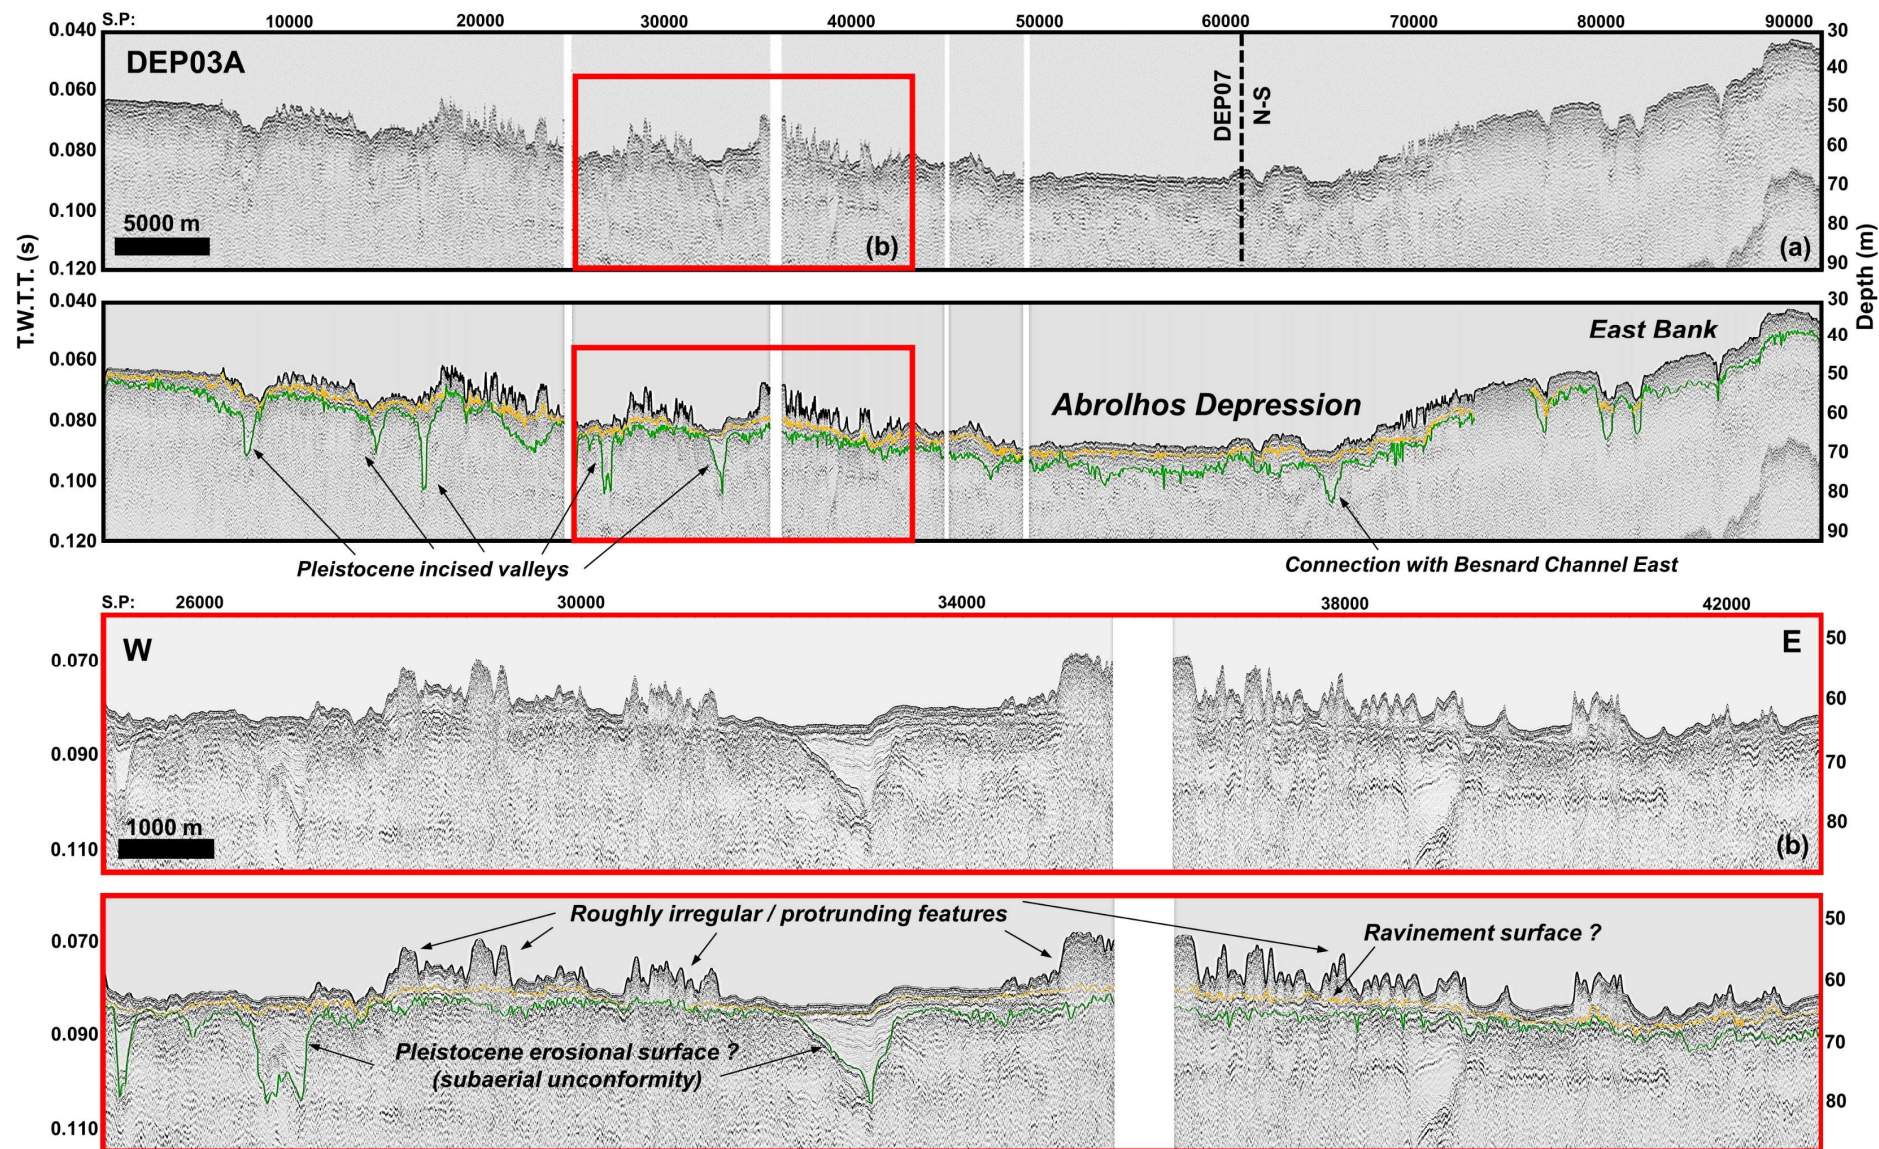 S.P: 10000 20000 30000 40000 50000 60000 70000 80000 90000
0.040 30
DEP03A
40
0.060
50
DEP07
N-S
0.080 60
70
0.100
5000 m
80
(b)
(a)
0.120 90
T.W.T.T. (s)
Depth (m)
0.040 30
East Bank
40
0.060
50
Abrolhos Depression
0.080 60
70
0.100
80
90
0.120
Pleistocene incised valleys
Connection with Besnard Channel East
S.P: 26000 30000 34000 38000 42000
W E
50
0.070
60
0.090
70
1000 m
80
0.110
(b)
Roughly irregular / protrunding features
50
Ravinement surface ?
0.070
60
0.090
70
Pleistocene erosional surface ?
(subaerial unconformity)
80
0.110